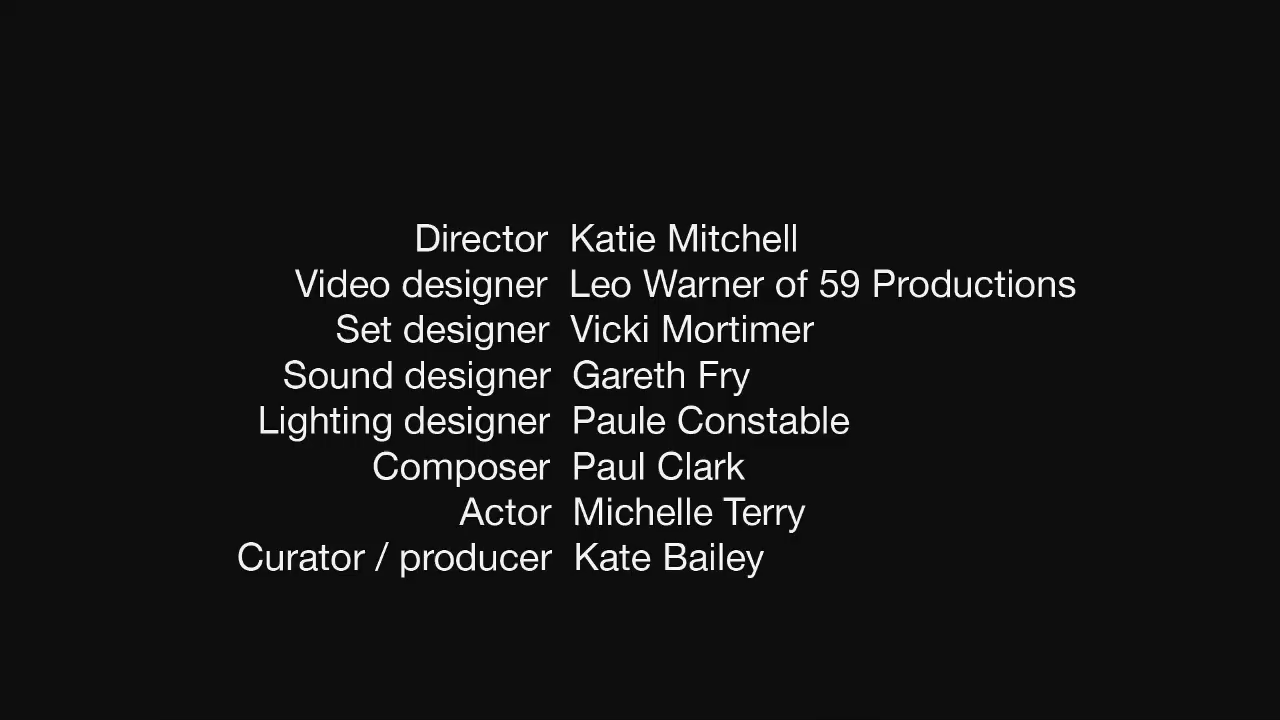 Director Katie Mitchell
Video designer Leo Warner of 59 Productions
Set designer Vicki Mortimer
Sound designer Gareth Fry
Lighting designer Paule Constable
Composer Paul Clark
Actor Michelle Terry
Curator / producer Kate Bailey